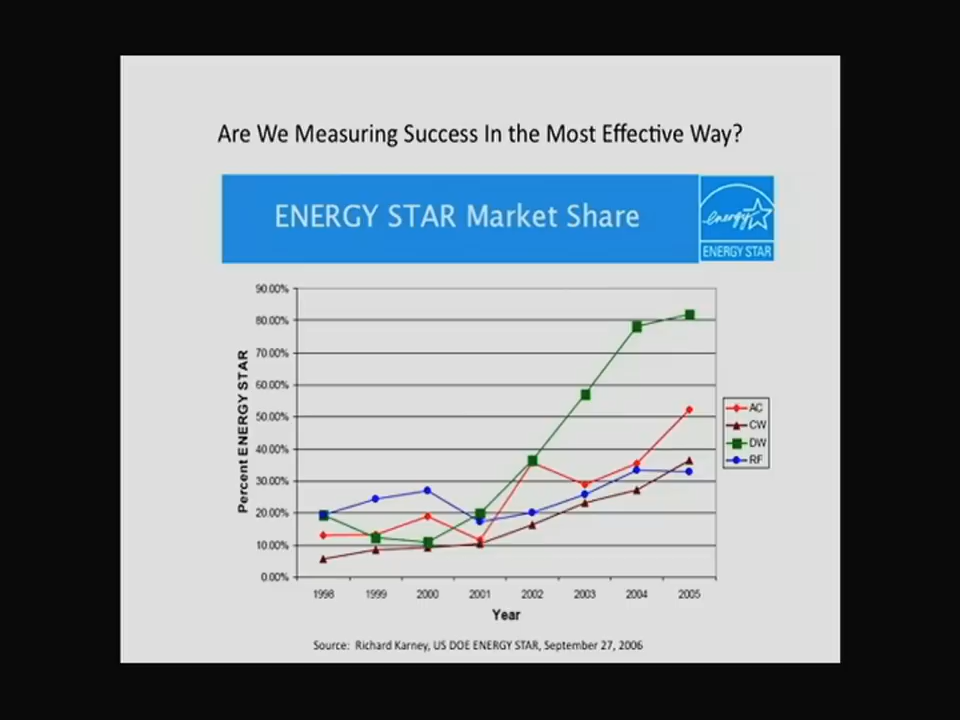 Are We Measuring Success In the Most Effective Way?
ENERGY STAR Market Share
energy
ENERGY STAR
90.00%
80.00%
70.00%
60.00%
50.00%
40.00%
30.00%
20.00%
10.00%
0.00%
Percent ENERGY STAR
1998 1999 2000 2001 2002 2003 2004 2005
Year
AC
CW
DW
RF
Source: Richard Karney, US DOE ENERGY STAR, September 27, 2006